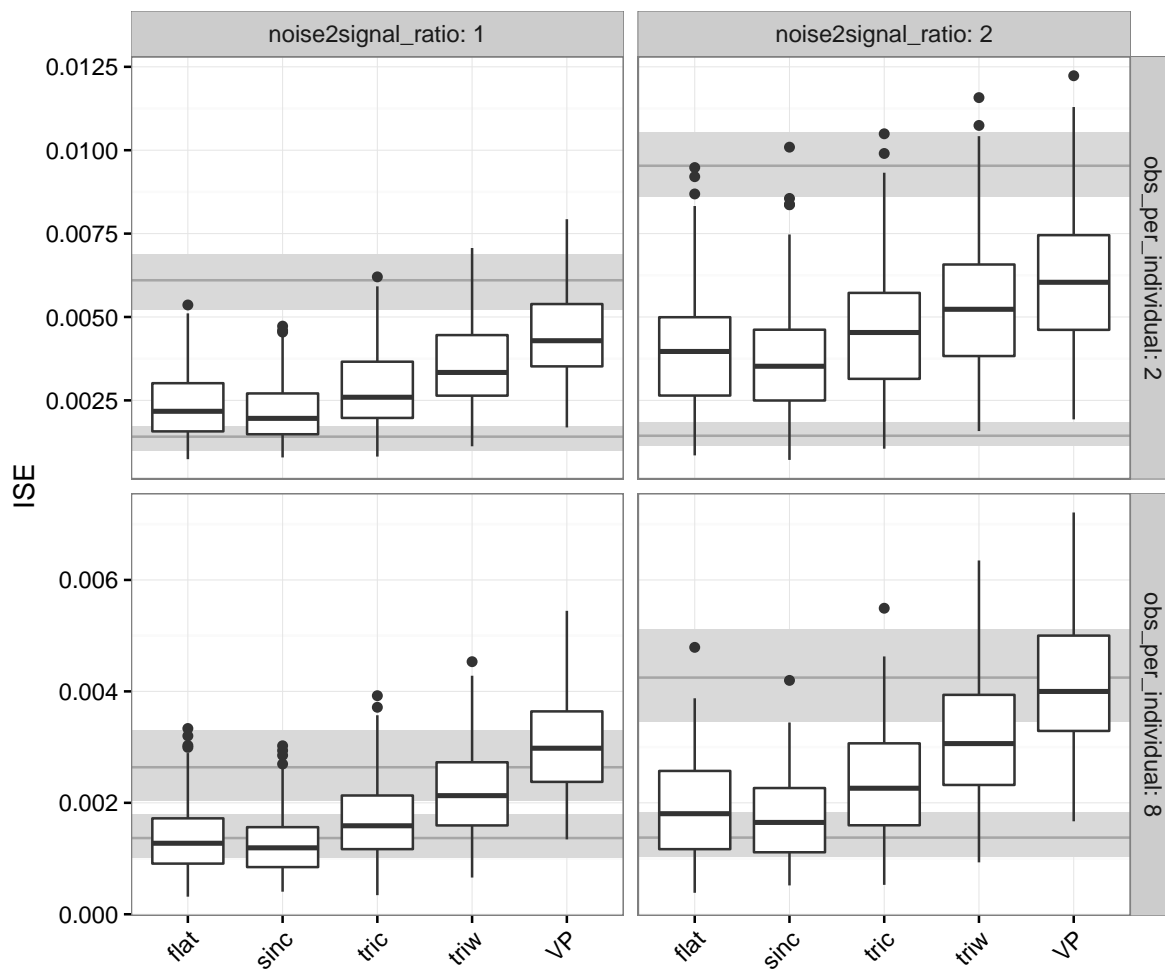 noise2signal_ratio: 1
noise2signal_ratio: 2
0.0125
0.0100
0.0075
0.0050
0.0025
obs_per_individual: 2
ISE
0.006
0.004
0.002
0.000
obs_per_individual: 8
flat
sinc
tric
triw
VP
flat
sinc
tric
triw
VP